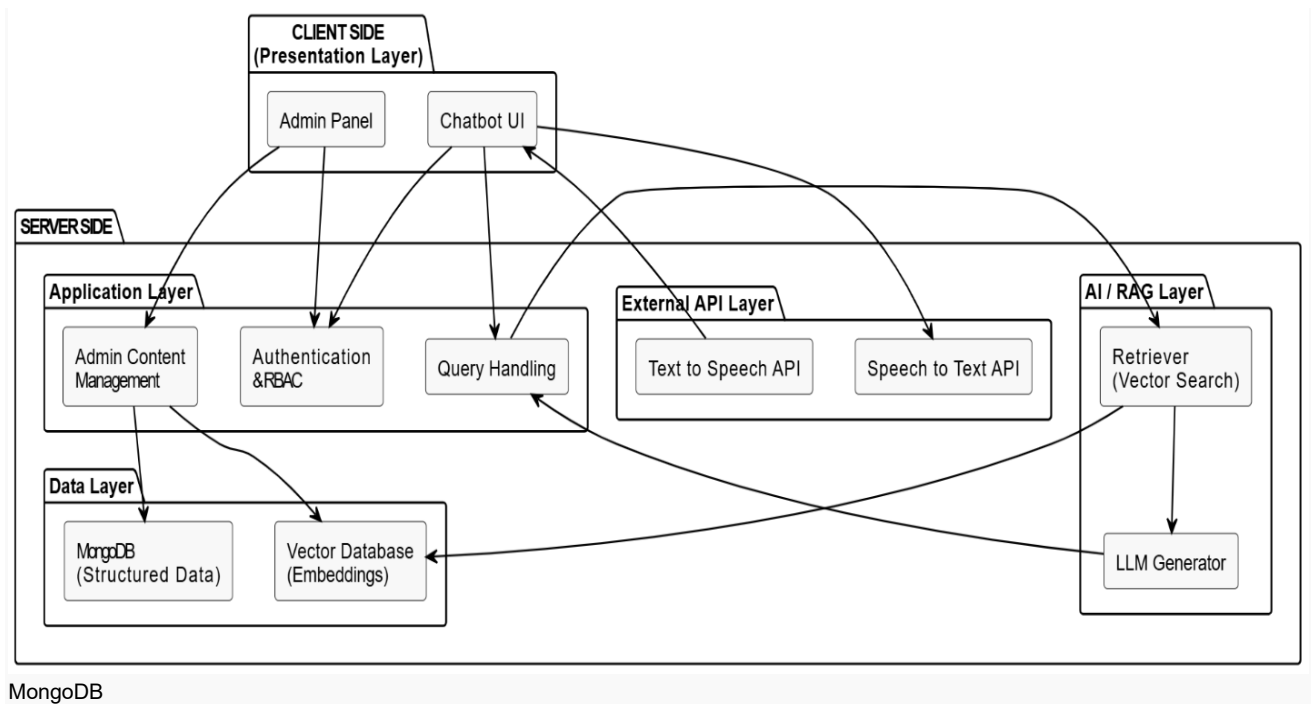 CLIENT SIDE
(Presentation Layer)
Admin Panel
Chatbot UI
SERVER SIDE
Application Layer
Admin Content
Management
Authentication
& RBAC
Query Handling
External API Layer
Text to Speech API
Speech to Text API
AI / RAG Layer
Retriever
(Vector Search)
LLM Generator
Data Layer
MongoDB
(Structured Data)
Vector Database
(Embeddings)
MongoDB